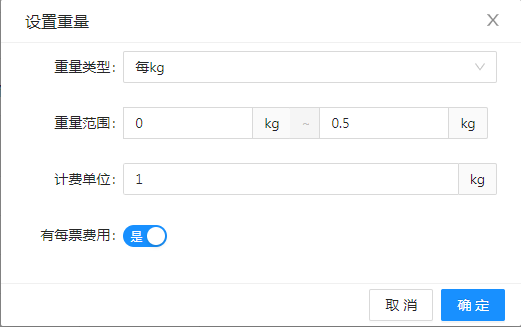 设置重量
重量类型: 每kg
重量范围: 0 kg ~ 0.5 kg
计费单位: 1 kg
有每票费用: 是
取消 确定